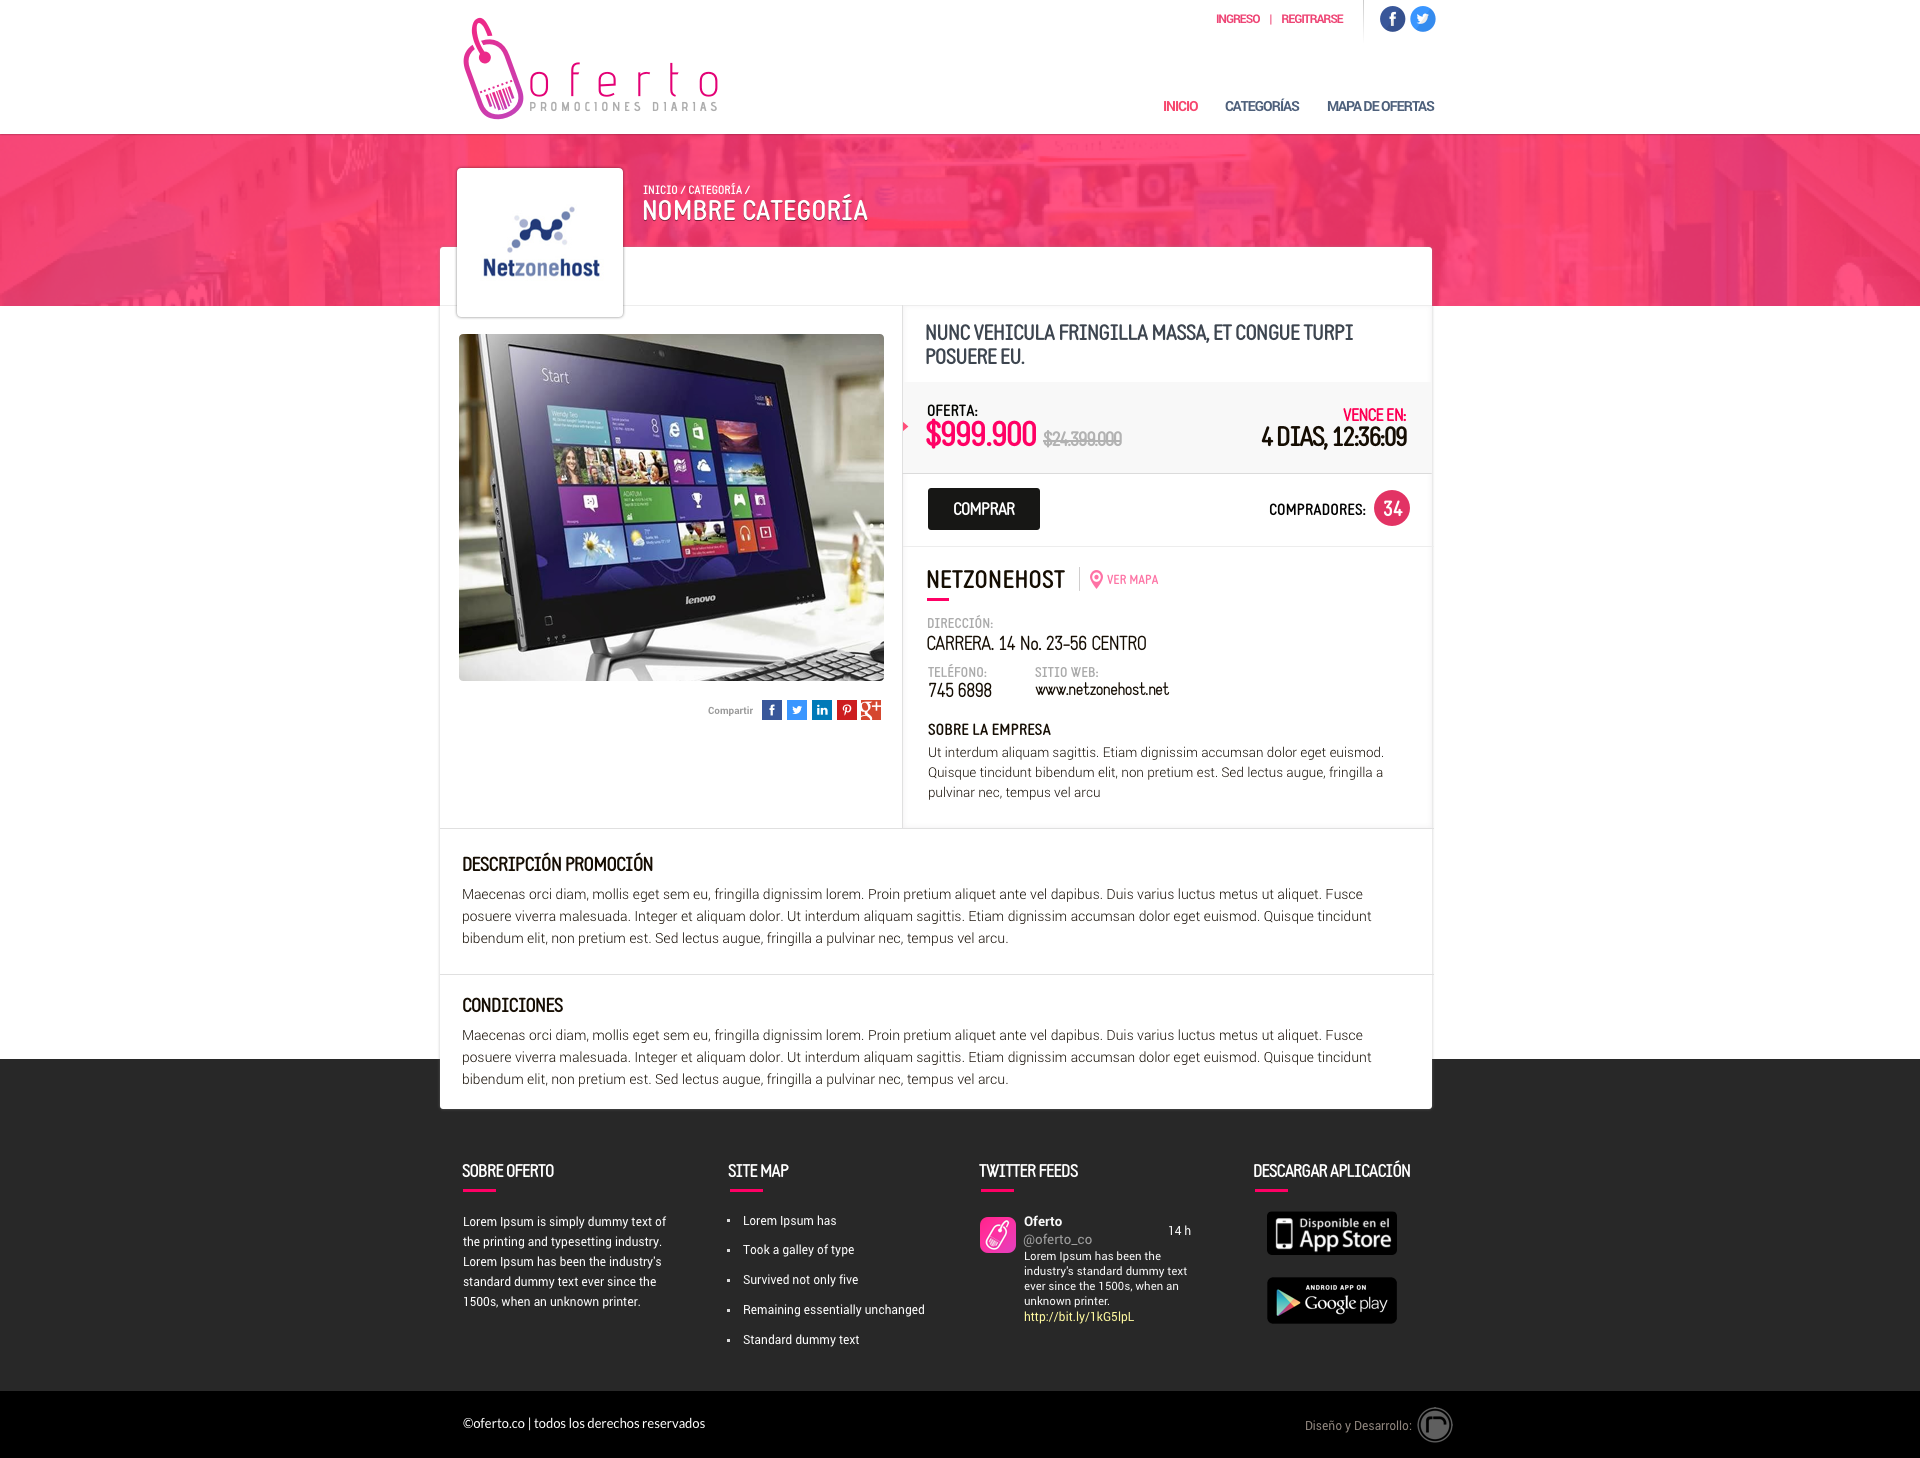 INGRESO | REGITRARSE
oferto
PROMOCIONES DIARIAS
INICIO CATEGORÍAS MAPA DE OFERTAS
INICIO / CATEGORÍA /
NOMBRE CATEGORÍA
Netzonehost
NUNC VEHICULA FRINGILLA MASSA, ET CONGUE TURPI
POSUERE EU.
Start
lenovo
OFERTA:
$999.900 $24.399.000
VENCE EN:
4 DIAS, 12:36:09
COMPRAR
COMPRADORES: 34
NETZONEHOST
VER MAPA
DIRECCIÓN:
CARRERA. 14 No. 23-56 CENTRO
TELÉFONO: SITIO WEB:
745 6898 www.netzonehost.net
Compartir
SOBRE LA EMPRESA
Ut interdum aliquam sagittis. Etiam dignissim accumsan dolor eget euismod.
Quisque tincidunt bibendum elit, non pretium est. Sed lectus augue, fringilla a
pulvinar nec, tempus vel arcu
DESCRIPCIÓN PROMOCIÓN
Maecenas orci diam, mollis eget sem eu, fringilla dignissim lorem. Proin pretium aliquet ante vel dapibus. Duis varius luctus metus ut aliquet. Fusce
posuere viverra malesuada. Integer et aliquam dolor. Ut interdum aliquam sagittis. Etiam dignissim accumsan dolor eget euismod. Quisque tincidunt
bibendum elit, non pretium est. Sed lectus augue, fringilla a pulvinar nec, tempus vel arcu.
CONDICIONES
Maecenas orci diam, mollis eget sem eu, fringilla dignissim lorem. Proin pretium aliquet ante vel dapibus. Duis varius luctus metus ut aliquet. Fusce
posuere viverra malesuada. Integer et aliquam dolor. Ut interdum aliquam sagittis. Etiam dignissim accumsan dolor eget euismod. Quisque tincidunt
bibendum elit, non pretium est. Sed lectus augue, fringilla a pulvinar nec, tempus vel arcu.
SOBRE OFERTO
Lorem Ipsum is simply dummy text of
the printing and typesetting industry.
Lorem Ipsum has been the industry's
standard dummy text ever since the
1500s, when an unknown printer.
SITE MAP
Lorem Ipsum has
Took a galley of type
Survived not only five
Remaining essentially unchanged
Standard dummy text
TWITTER FEEDS
Oferto
@oferto_co
14 h
Lorem Ipsum has been the
industry's standard dummy text
ever since the 1500s, when an
unknown printer.
http://bit.ly/1kG5lpL
DESCARGAR APLICACIÓN
Disponible en el
App Store
ANDROID APP ON
Google play
©oferto.co | todos los derechos reservados
Diseño y Desarrollo: